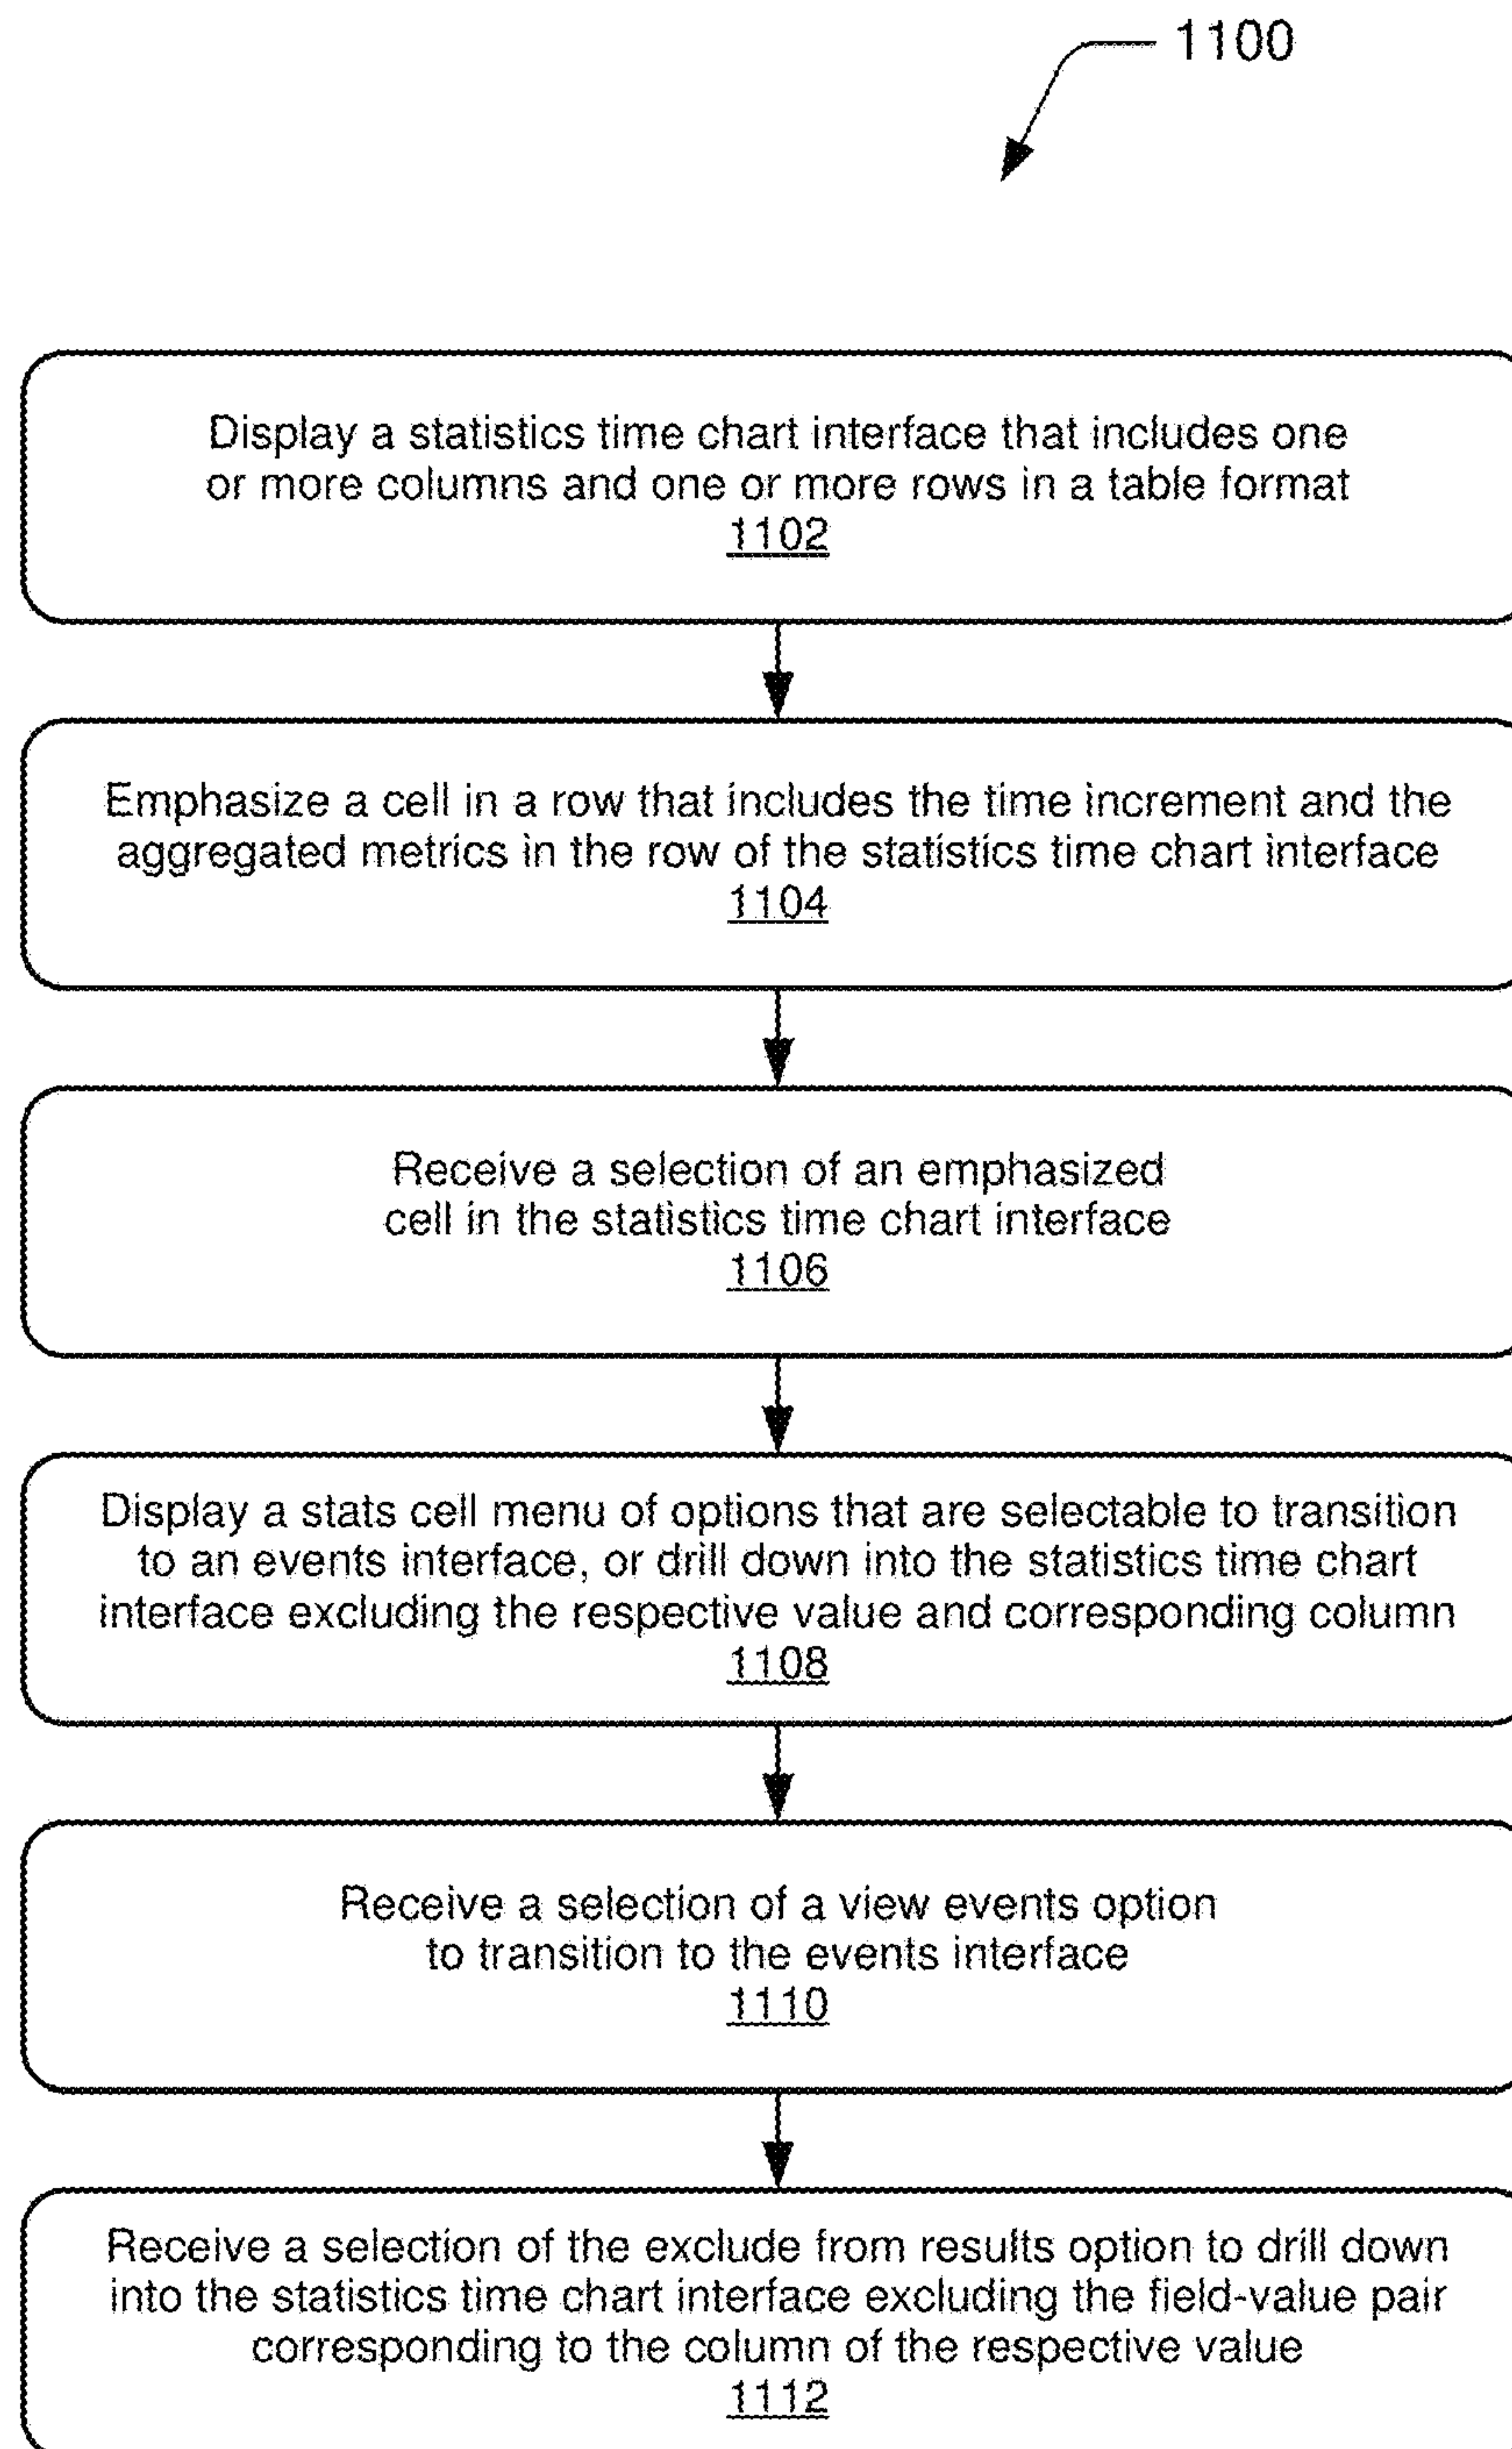 1100
Display a statistics time chart interface that includes one
or more columns and one or more rows in a table format
1102
Emphasize a cell in a row that includes the time increment and the
aggregated metrics in the row of the statistics time chart interface
1104
Receive a selection of an emphasized
cell in the statistics time chart interface
1106
Display a stats cell menu of options that are selectable to transition
to an events interface, or drill down into the statistics time chart
interface excluding the respective value and corresponding column
1108
Receive a selection of a view events option
to transition to the events interface
1110
Receive a selection of the exclude from results option to drill down
into the statistics time chart interface excluding the field-value pair
corresponding to the column of the respective value
1112